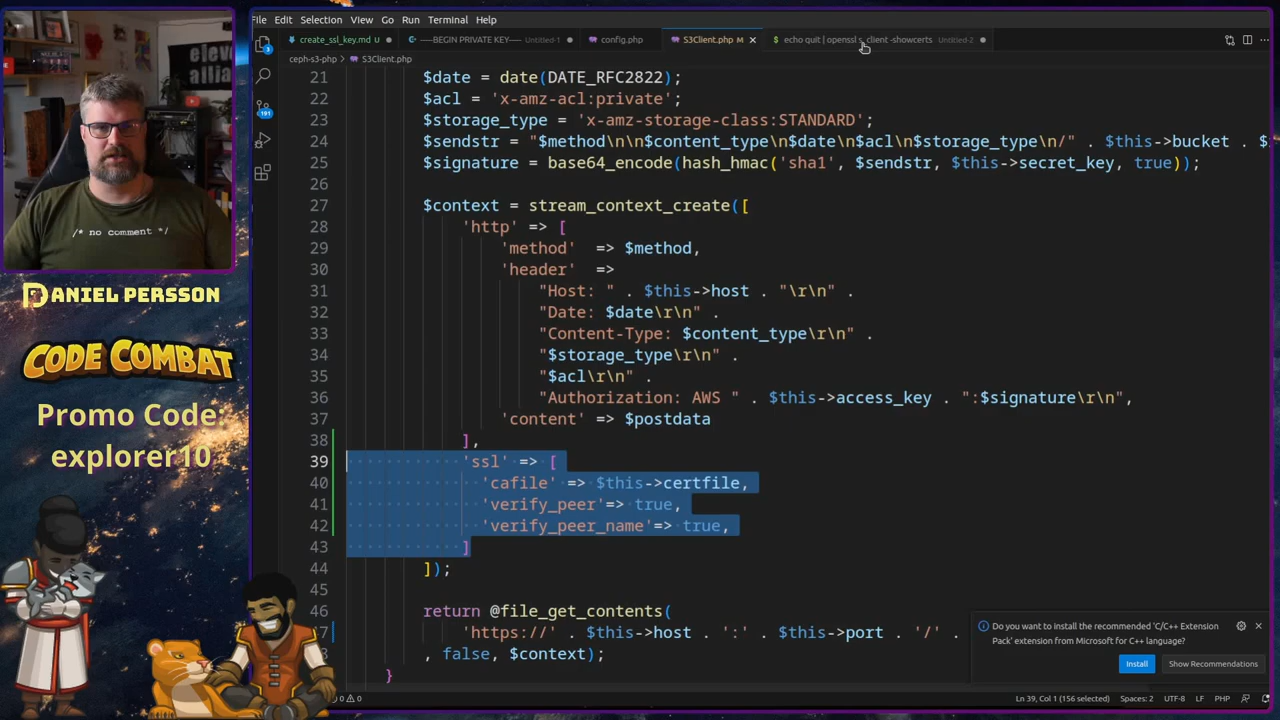 File Edit Selection View Go Run Terminal Help
create_ssl_key.md U
-----BEGIN PRIVATE KEY----- Untitled-1
config.php
S3Client.php M
$ echo quit | openssl s_client -showcerts Untitled-2
ceph-s3-php > S3Client.php
21 $date = date(DATE_RFC2822);
22 $acl = 'x-amz-acl:private';
23 $storage_type = 'x-amz-storage-class:STANDARD';
24 $sendstr = "$method\n\n$content_type\n$date\n$acl\n$storage_type\n/" . $this->bucket .
25 $signature = base64_encode(hash_hmac('sha1', $sendstr, $this->secret_key, true));
26
27 $context = stream_context_create([
28 'http' => [
29 'method' => $method,
30 'header' =>
31 "Host: " . $this->host . "\r\n" .
32 "Date: $date\r\n" .
33 "Content-Type: $content_type\r\n" .
34 "$storage_type\r\n" .
35 "$acl\r\n" .
36 "Authorization: AWS " . $this->access_key . ":$signature\r\n",
37 'content' => $postdata
38 ],
39 'ssl' => [
40 'cafile' => $this->certfile,
41 'verify_peer'=> true,
42 'verify_peer_name'=> true,
43 ]
44 ]);
45
46 return @file_get_contents(
'https://' . $this->host . ':' . $this->port . '/' .
, false, $context);
}
191
/* no comment */
DANIEL PERSSON
CODE COMBAT
Promo Code:
explorer10
Do you want to install the recommended 'C/C++ Extension
Pack' extension from Microsoft for C++ language?
Install
Show Recommendations
0 0
Ln 39, Col 1 (156 selected) Spaces: 2 UTF-8 LF PHP